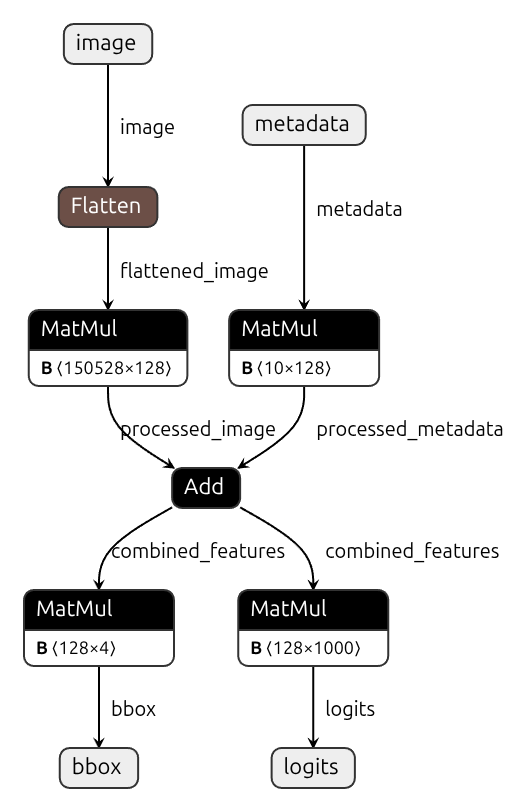 image
image
metadata
metadata
Flatten
flattened_image
MatMul
B ⟨150528×128⟩
MatMul
B ⟨10×128⟩
processed_image
processed_metadata
Add
combined_features
combined_features
MatMul
B ⟨128×4⟩
MatMul
B ⟨128×1000⟩
bbox
logits
bbox
logits